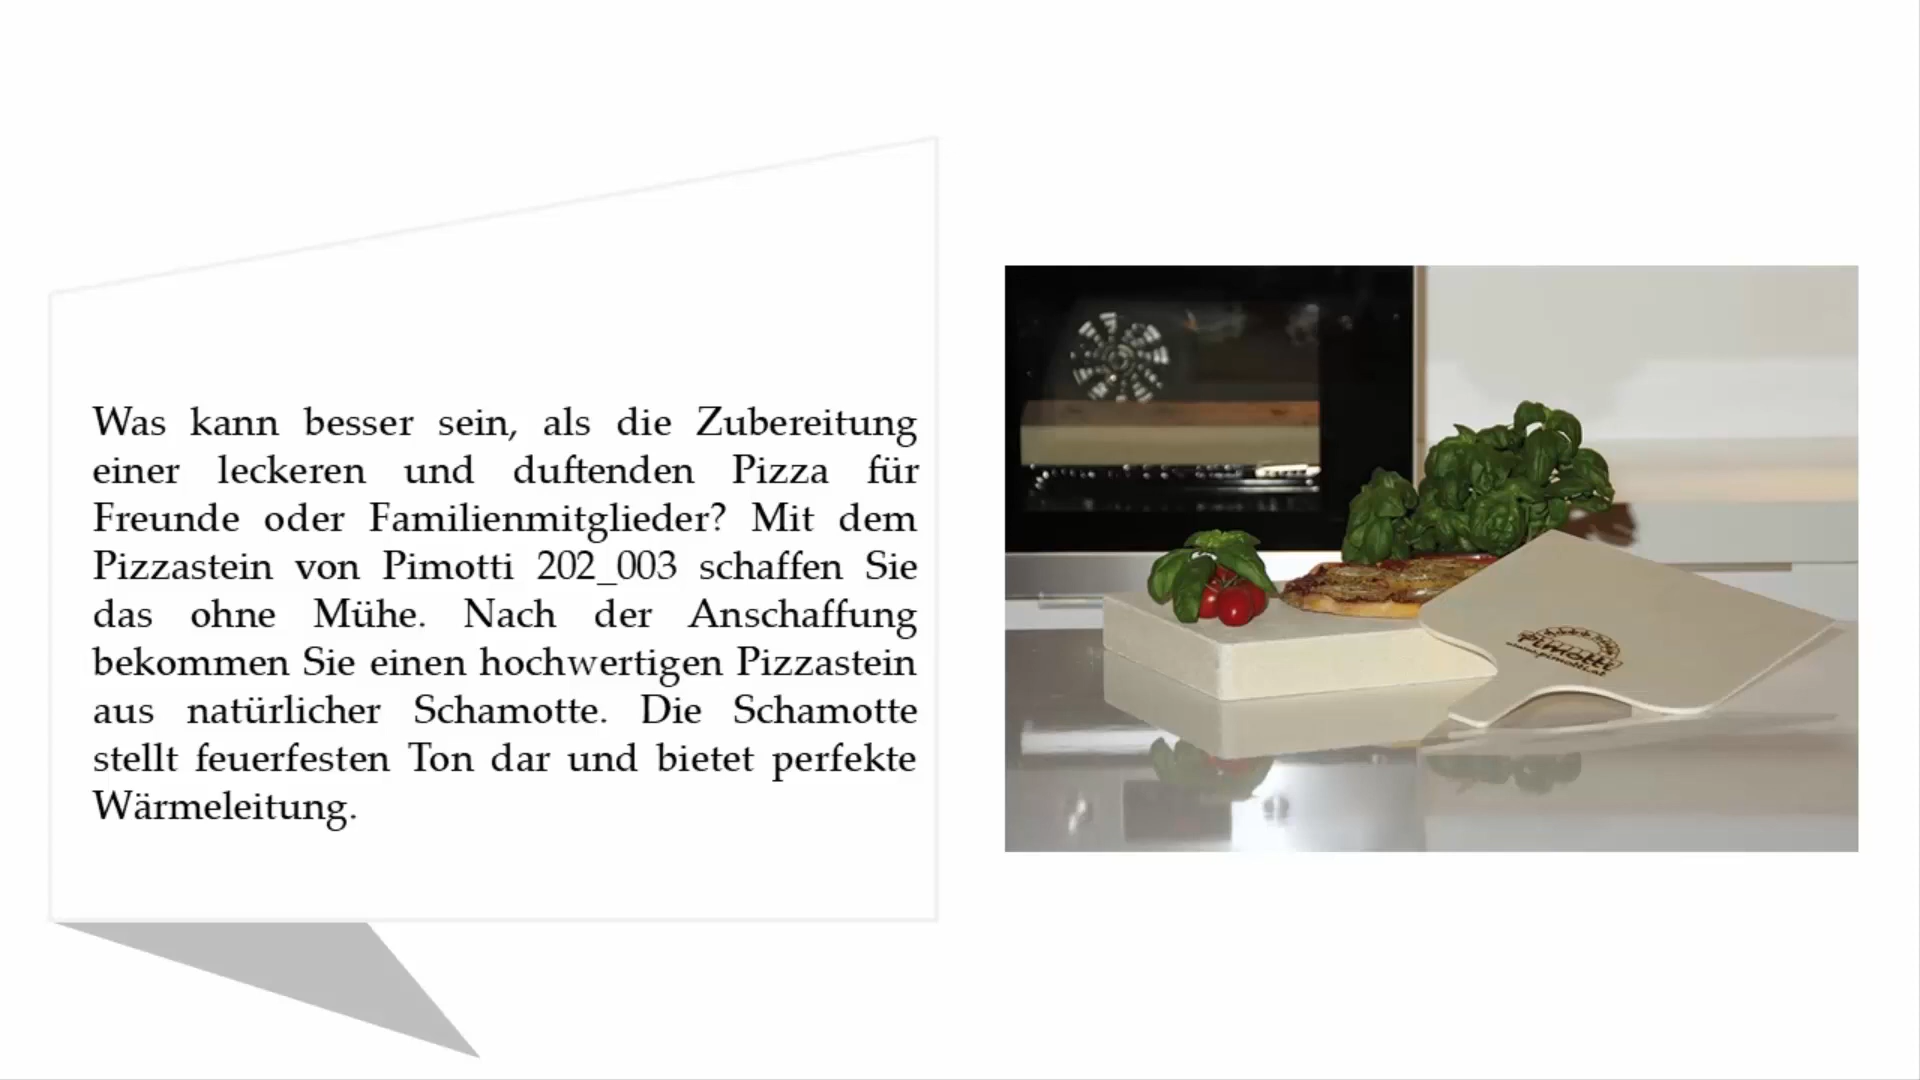 Was kann besser sein, als die Zubereitung
einer leckeren und duftenden Pizza für
Freunde oder Familienmitglieder? Mit dem
Pizzastein von Pimotti 202_003 schaffen Sie
das ohne Mühe. Nach der Anschaffung
bekommen Sie einen hochwertigen Pizzastein
aus natürlicher Schamotte. Die Schamotte
stellt feuerfesten Ton dar und bietet perfekte
Wärmeleitung.
Pimotti